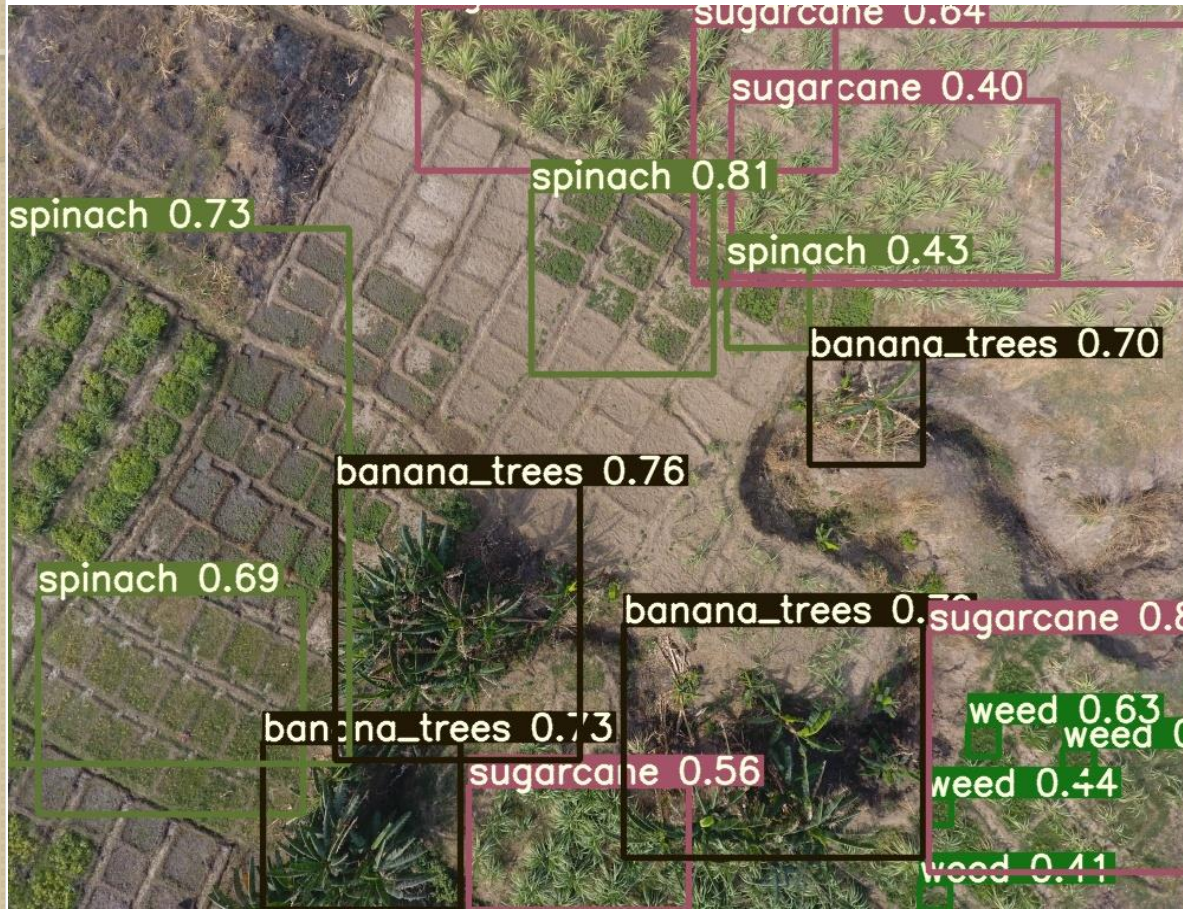 sugarcane 0.64
sugarcane 0.40
spinach 0.81
spinach 0.73
spinach 0.43
banana_trees 0.70
banana_trees 0.76
spinach 0.69
banana_trees
sugarcane
weed 0.63
banana_trees 0.73
weed
sugarcane 0.56
weed 0.44
weed 0.41